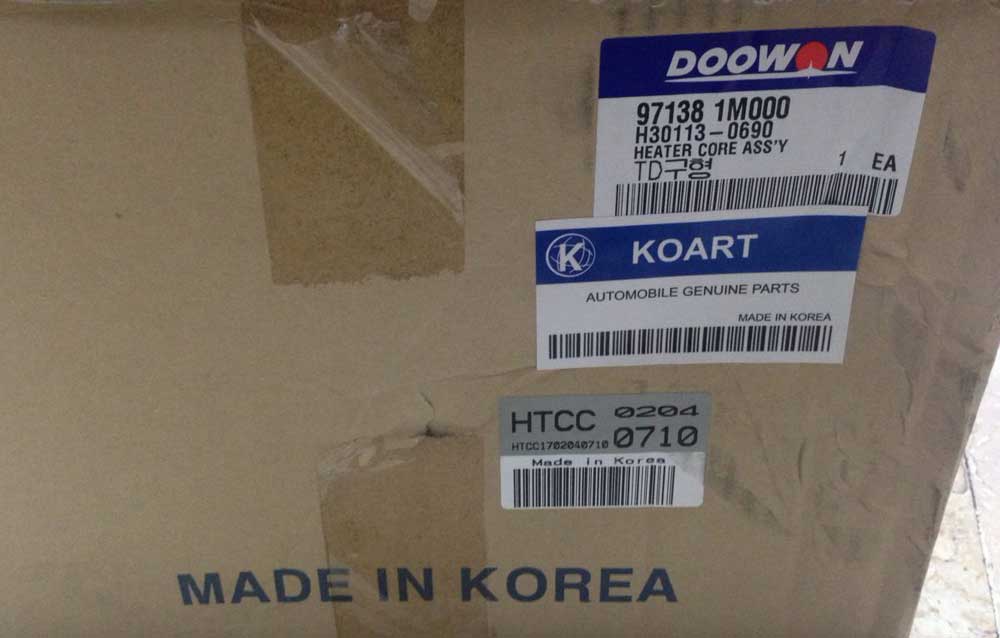 DOOWON
97138 1M000
H30113-0690
HEATER CORE ASS'Y
TD구형
1 EA
K
KOART
AUTOMOBILE GENUINE PARTS
MADE IN KOREA
HTCC 0204
HTCC1702040710 0710
Made in Korea
MADE IN KOREA